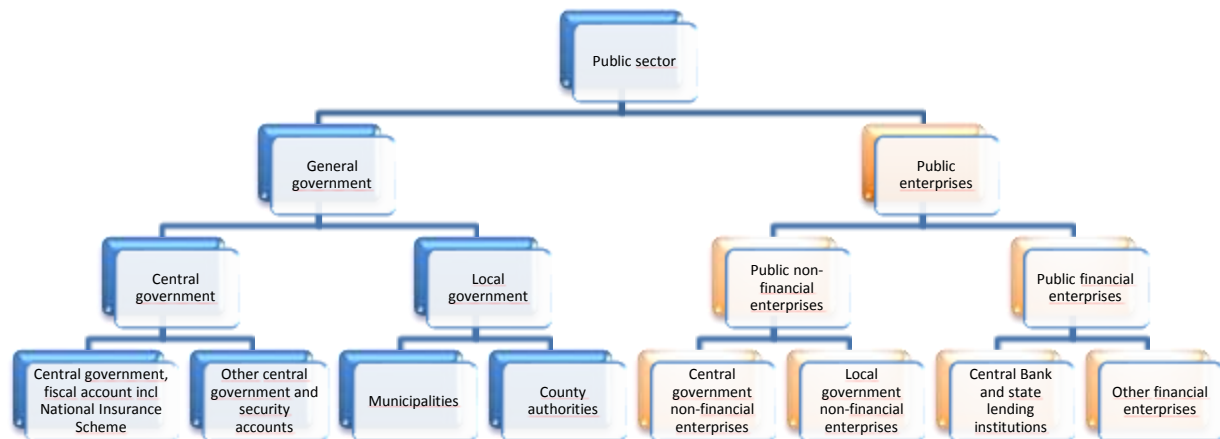 Public sector
General
government
Public
enterprises
Central
government
Local
government
Public non-
financial
enterprises
Public financial
enterprises
Central government,
fiscal account incl
National Insurance
Scheme
Other central
government and
security
accounts
Municipalities
County
authorities
Central
government
non-financial
enterprises
Local
government
non-financial
enterprises
Central Bank
and state
lending
institutions
Other financial
enterprises